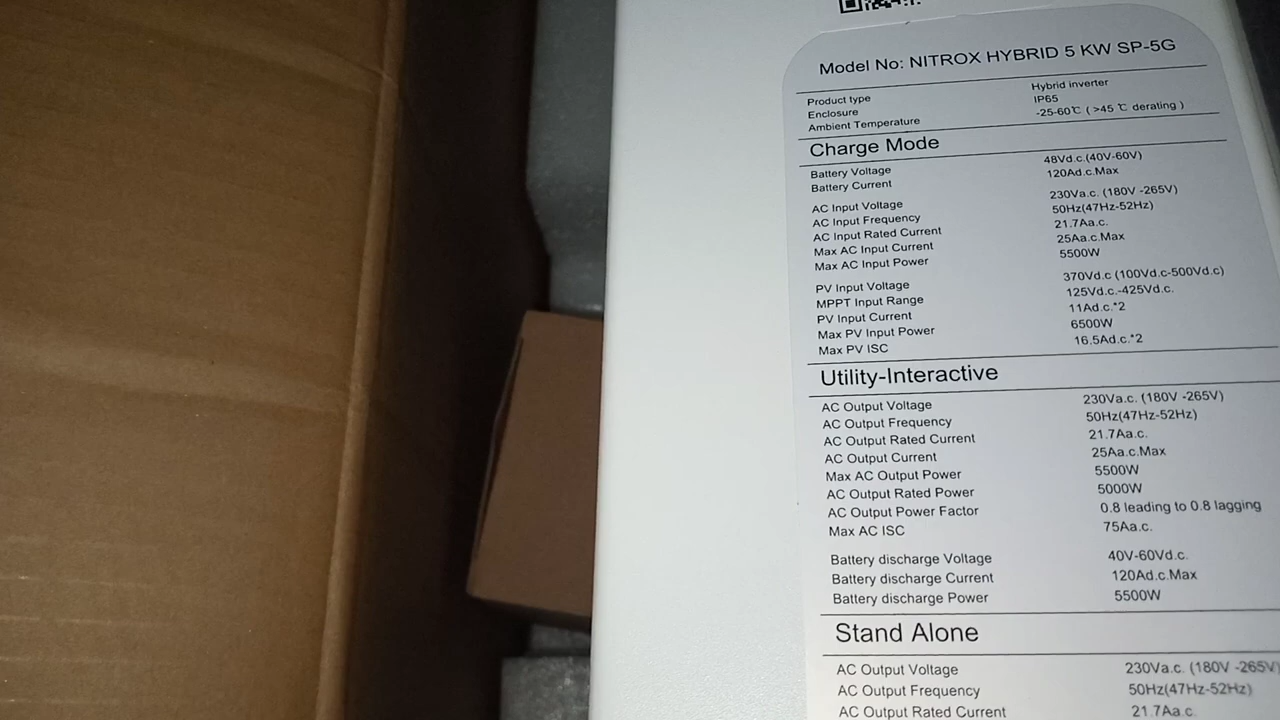 Model No: NITROX HYBRID 5 KW SP-5G
Product type Hybrid inverter
Enclosure IP65
Ambient Temperature -25-60℃ ( >45 ℃ derating )
Charge Mode
Battery Voltage 48Vd.c.(40V-60V)
Battery Current 120Ad.c.Max
AC Input Voltage 230Va.c. (180V -265V)
AC Input Frequency 50Hz(47Hz-52Hz)
AC Input Rated Current 21.7Aa.c.
Max AC Input Current 25Aa.c.Max
Max AC Input Power 5500W
PV Input Voltage 370Vd.c (100Vd.c-500Vd.c)
MPPT Input Range 125Vd.c.-425Vd.c.
PV Input Current 11Ad.c.*2
Max PV Input Power 6500W
Max PV ISC 16.5Ad.c.*2
Utility-Interactive
AC Output Voltage 230Va.c. (180V -265V)
AC Output Frequency 50Hz(47Hz-52Hz)
AC Output Rated Current 21.7Aa.c.
AC Output Current 25Aa.c.Max
Max AC Output Power 5500W
AC Output Rated Power 5000W
AC Output Power Factor 0.8 leading to 0.8 lagging
Max AC ISC 75Aa.c.
Battery discharge Voltage 40V-60Vd.c.
Battery discharge Current 120Ad.c.Max
Battery discharge Power 5500W
Stand Alone
AC Output Voltage 230Va.c. (180V -265V)
AC Output Frequency 50Hz(47Hz-52Hz)
AC Output Rated Current 21.7Aa.c.